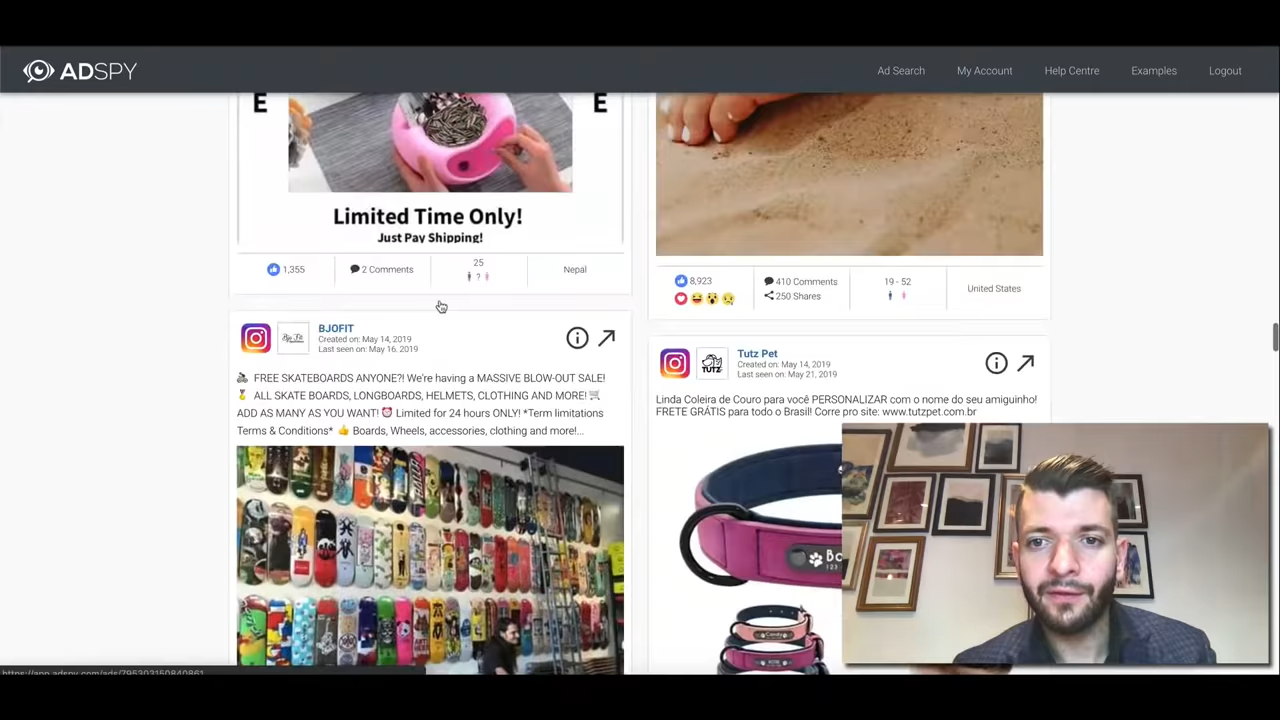 ADSPY
Ad Search
My Account
Help Centre
Examples
Logout
E
E
Limited Time Only!
Just Pay Shipping!
1,355
2 Comments
25
?
Nepal
8,923
410 Comments
250 Shares
19 - 52
United States
BJOFIT
Created on: May 14, 2019
Last seen on: May 16, 2019
FREE SKATEBOARDS ANYONE?! We're having a MASSIVE BLOW-OUT SALE!
ALL SKATE BOARDS, LONGBOARDS, HELMETS, CLOTHING AND MORE!
ADD AS MANY AS YOU WANT! Limited for 24 hours ONLY! *Term limitations
Terms & Conditions* Boards, Wheels, accessories, clothing and more!...
Tutz Pet
Created on: May 14, 2019
Last seen on: May 21, 2019
Linda Coleira de Couro para você PERSONALIZAR com o nome do seu amiguinho!
FRETE GRÁTIS para todo o Brasil! Corre pro site: www.tutzpet.com.br
TUTZ